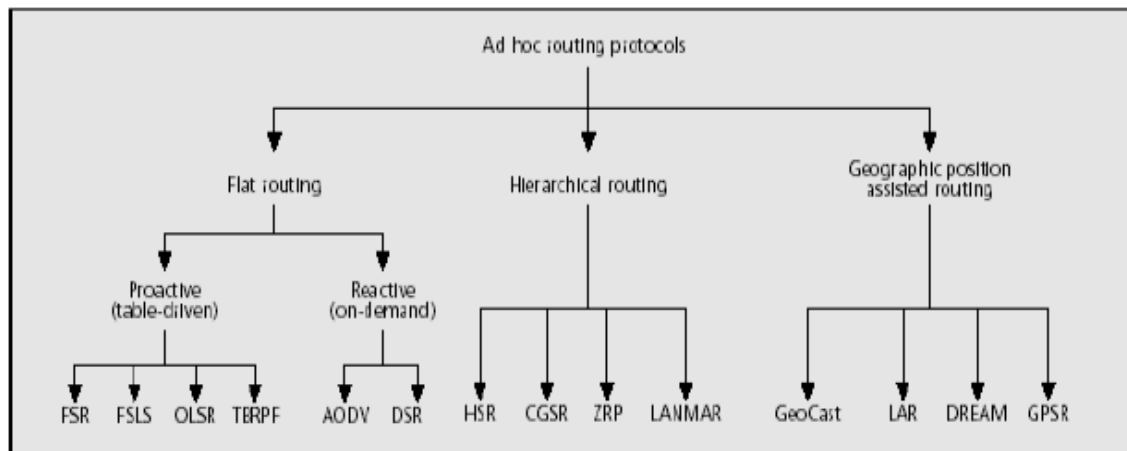 Ad hoc routing protocols
Flat routing
Hierarchical routing
Geographic position
assisted routing
Proactive
(table-driven)
Reactive
(on-demand)
FSR FSLS OLSR TBRPF AODV DSR HSR CGSR ZRP LANMAR GeoCast LAR DREAM GPSR